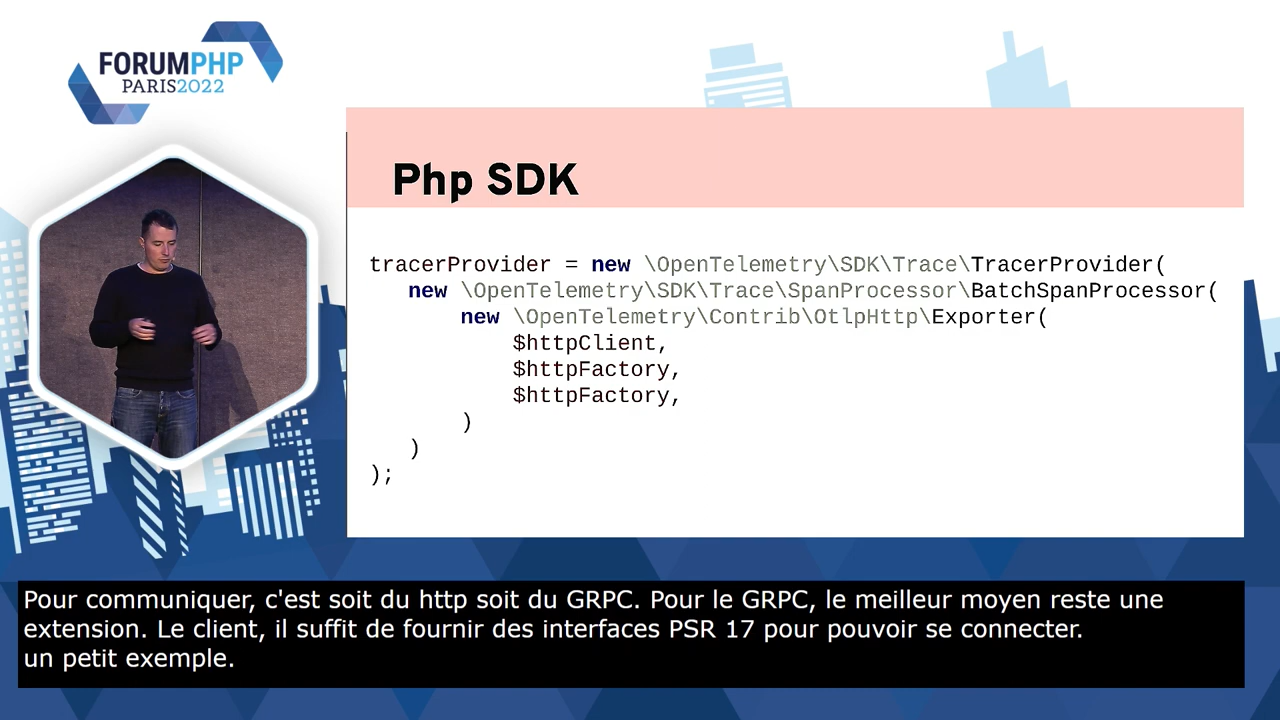 FORUMPHP
PARIS2022
Php SDK
tracerProvider = new \OpenTelemetry\SDK\Trace\TracerProvider(
new \OpenTelemetry\SDK\Trace\SpanProcessor\BatchSpanProcessor(
new \OpenTelemetry\Contrib\OtlpHttp\Exporter(
$httpClient,
$httpFactory,
$httpFactory,
)
)
);
Pour communiquer, c'est soit du http soit du GRPC. Pour le GRPC, le meilleur moyen reste une
extension. Le client, il suffit de fournir des interfaces PSR 17 pour pouvoir se connecter.
un petit exemple.